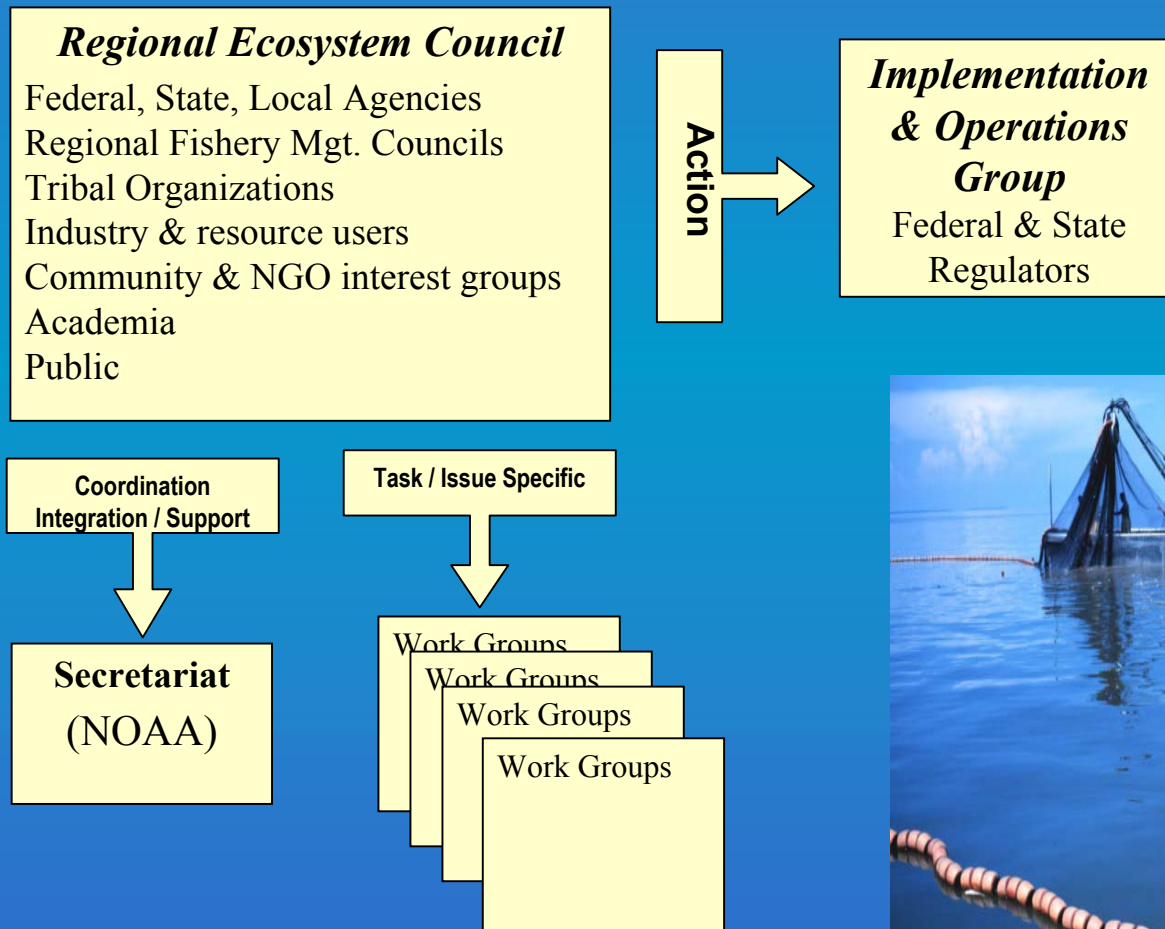 Regional Ecosystem Council
Federal, State, Local Agencies
Regional Fishery Mgt. Councils
Tribal Organizations
Industry & resource users
Community & NGO interest groups
Academia
Public
Action
Implementation
& Operations
Group
Federal & State
Regulators
Coordination
Integration / Support
Task / Issue Specific
Secretariat
(NOAA)
Work Groups
Work Groups
Work Groups
Work Groups